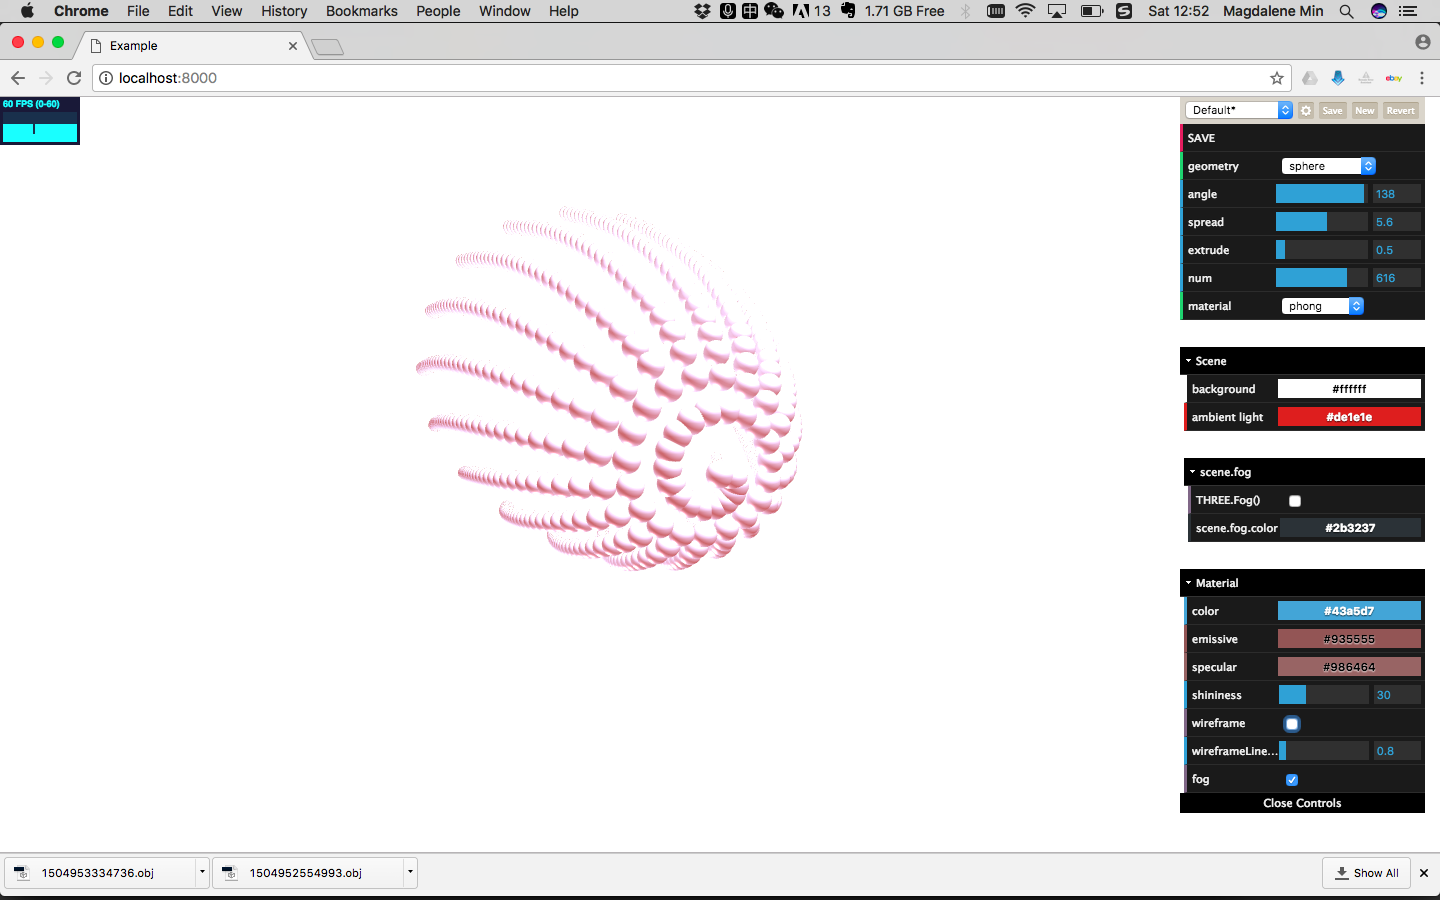 Chrome File Edit View History Bookmarks People Window Help 13 1.71 GB Free Sat 12:52 Magdalene Min
Example
localhost:8000
ebay
60 FPS (0-60)
Default* Save New Revert
SAVE
geometry sphere
angle 138
spread 5.6
extrude 0.5
num 616
material phong
Scene
background #ffffff
ambient light #de1e1e
scene.fog
THREE.Fog()
scene.fog.color #2b3237
Material
color #43a5d7
emissive #935555
specular #986464
shininess 30
wireframe
wireframeLine... 0.8
fog
Close Controls
1504953334736.obj 1504952554993.obj Show All